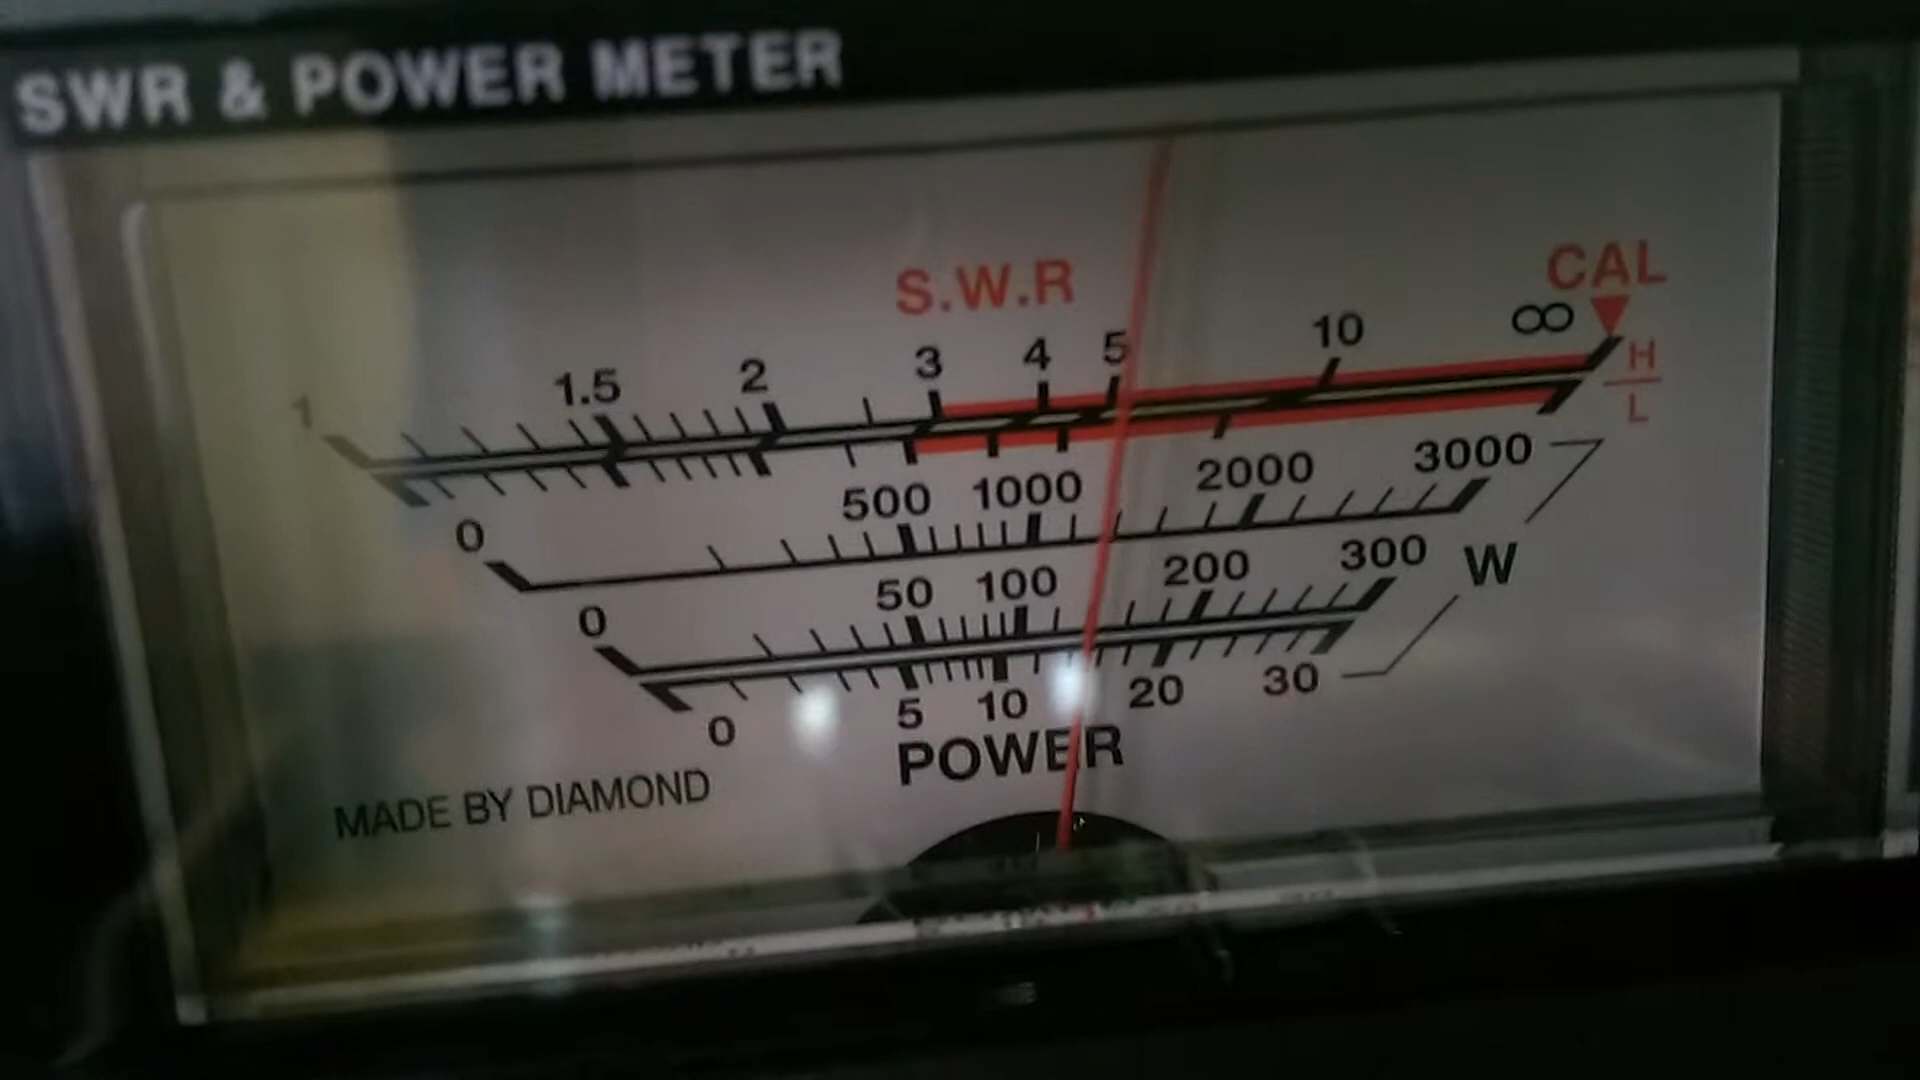 SWR & POWER METER
S.W.R
CAL
1 1.5 2 3 4 5 10 ∞
H
L
0 500 1000 2000 3000
0 50 100 200 300
W
0 5 10 20 30
POWER
MADE BY DIAMOND